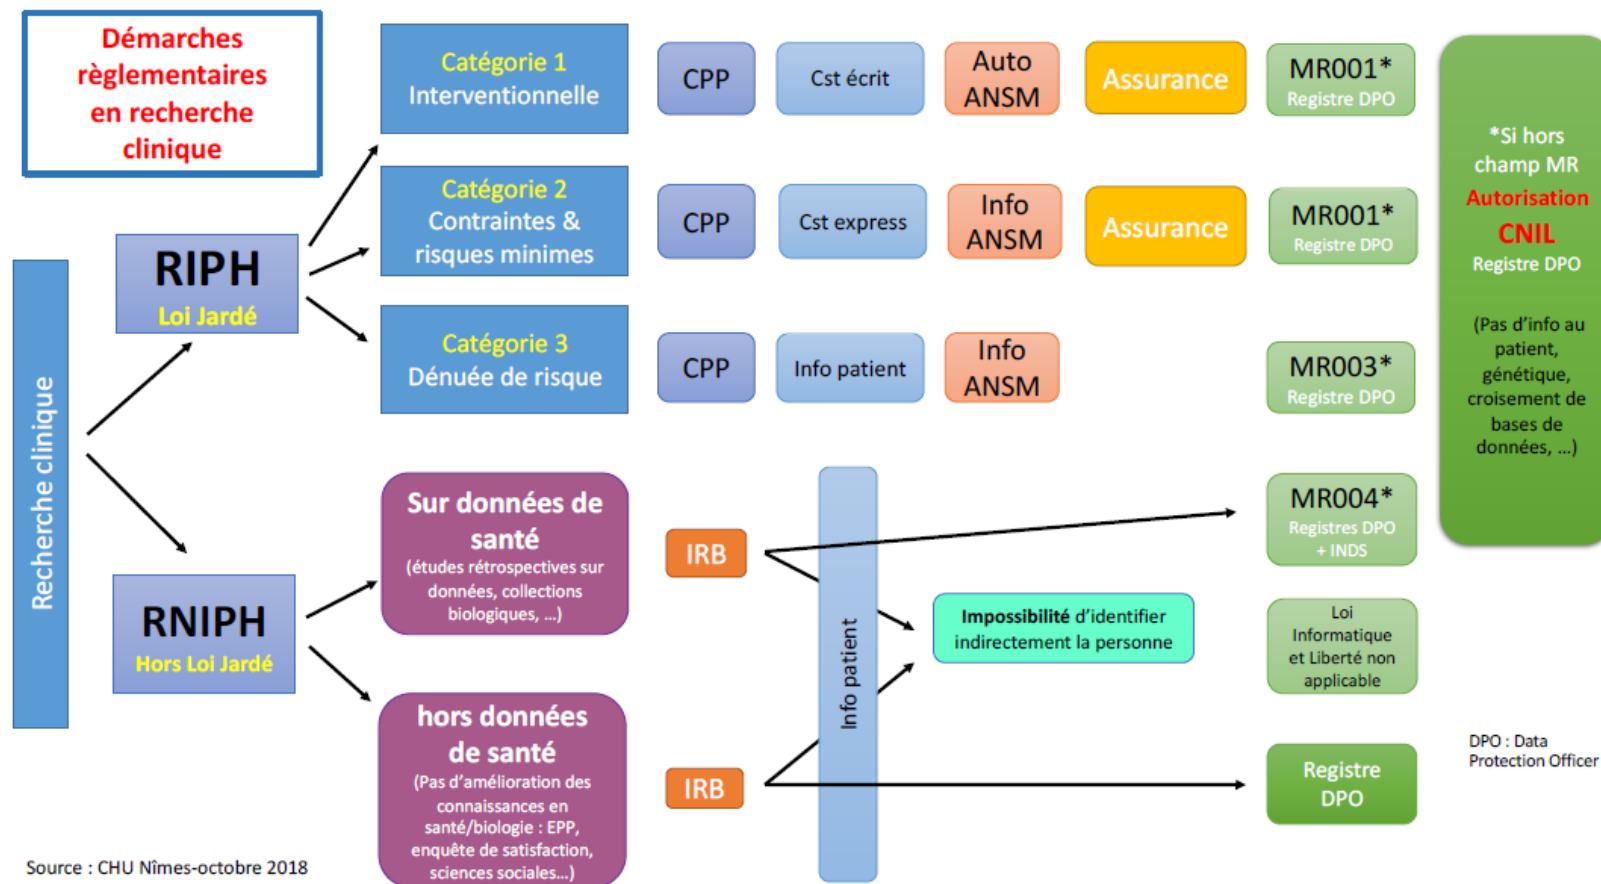 Démarches
règlementaires
en recherche
clinique
Catégorie 1
Interventionnelle
CPP
Cst écrit
Auto
ANSM
Assurance
MR001*
Registre DPO
Catégorie 2
Contraintes &
risques minimes
CPP
Cst express
Info
ANSM
Assurance
MR001*
Registre DPO
Catégorie 3
Dénuée de risque
CPP
Info patient
Info
ANSM
MR003*
Registre DPO
*Si hors
champ MR
Autorisation
CNIL
Registre DPO
(Pas d'info au
patient,
génétique,
croisement de
bases de
données, ...)
RIPH
Loi Jardé
Recherche clinique
RNIPH
Hors Loi Jardé
Sur données de
santé
(études rétrospectives sur
données, collections
biologiques, ...)
IRB
Info patient
MR004*
Registres DPO
+ INDS
Impossibilité d'identifier
indirectement la personne
Loi
Informatique
et Liberté non
applicable
hors données
de santé
(Pas d'amélioration des
connaissances en
santé/biologie : EPP,
enquête de satisfaction,
sciences sociales...)
IRB
Registre
DPO
DPO : Data
Protection Officer
Source : CHU Nîmes-octobre 2018